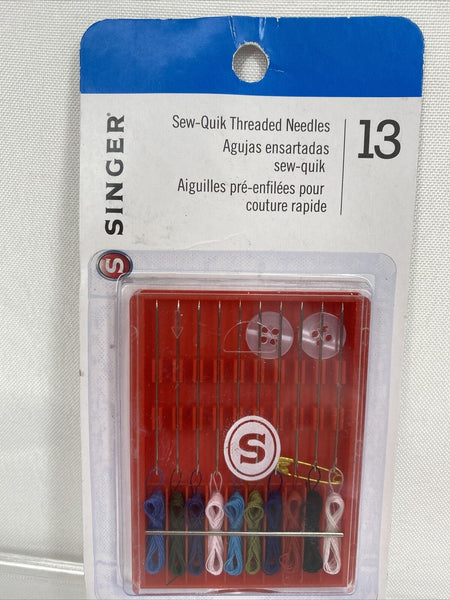 SINGER
Sew-Quik Threaded Needles
Agujas ensartadas
sew-quik
Aiguilles pré-enfilées pour
couture rapide
13
S
S